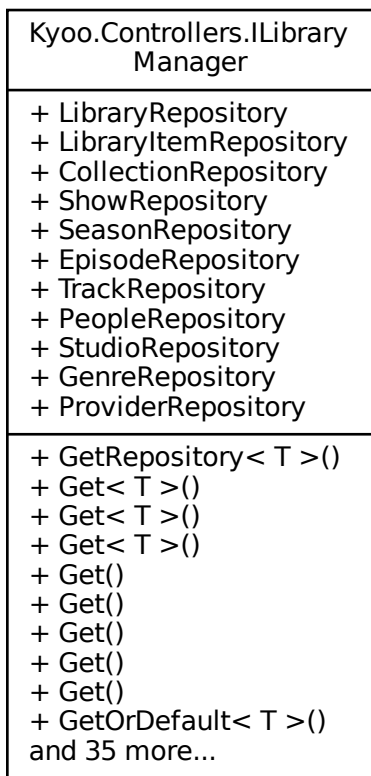 Kyoo.Controllers.ILibrary
Manager
+ LibraryRepository
+ LibraryItemRepository
+ CollectionRepository
+ ShowRepository
+ SeasonRepository
+ EpisodeRepository
+ TrackRepository
+ PeopleRepository
+ StudioRepository
+ GenreRepository
+ ProviderRepository
+ GetRepository< T >()
+ Get< T >()
+ Get< T >()
+ Get< T >()
+ Get()
+ Get()
+ Get()
+ Get()
+ Get()
+ GetOrDefault< T >()
and 35 more...